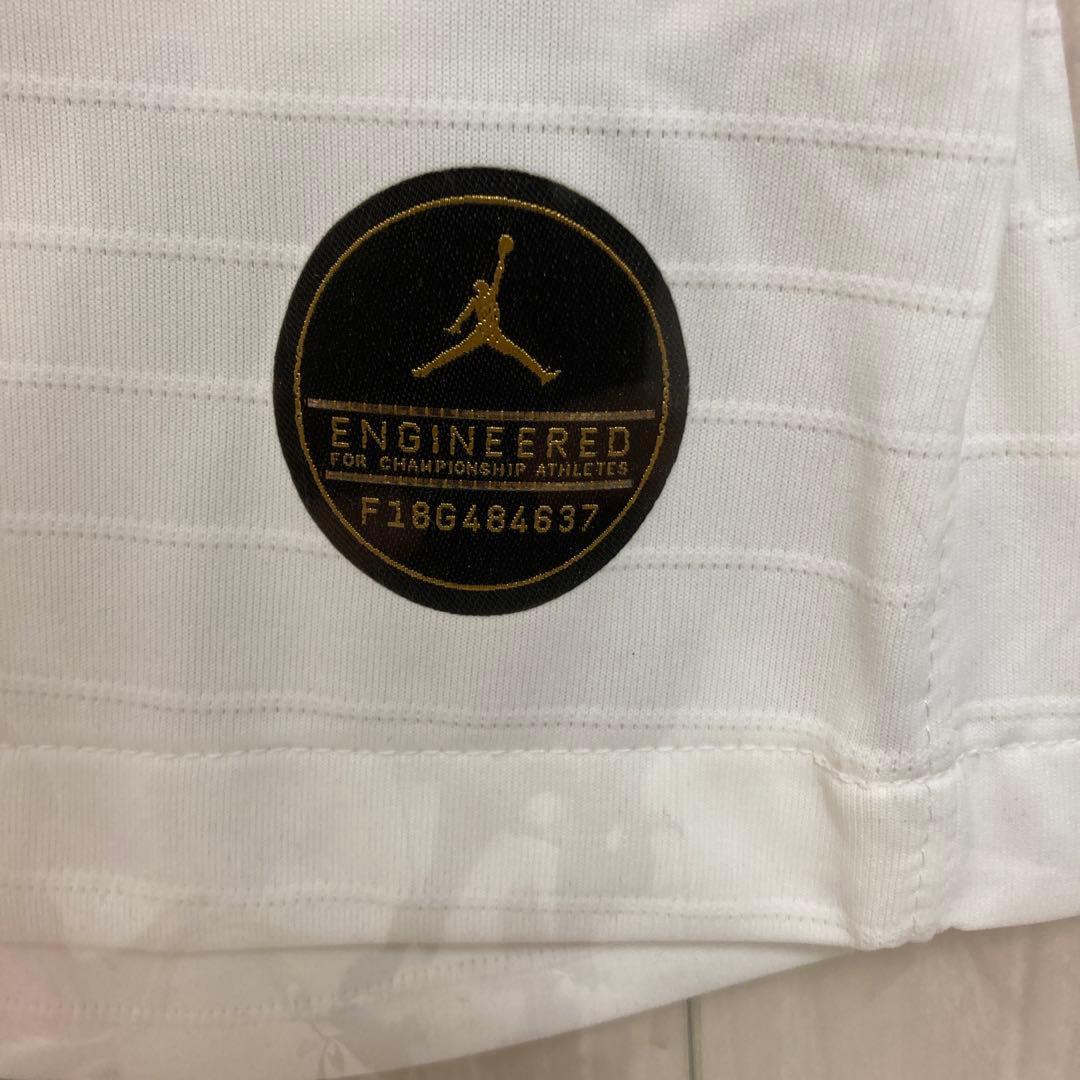 ENGINEERED
FOR CHAMPIONSHIP ATHLETES
F18G484637